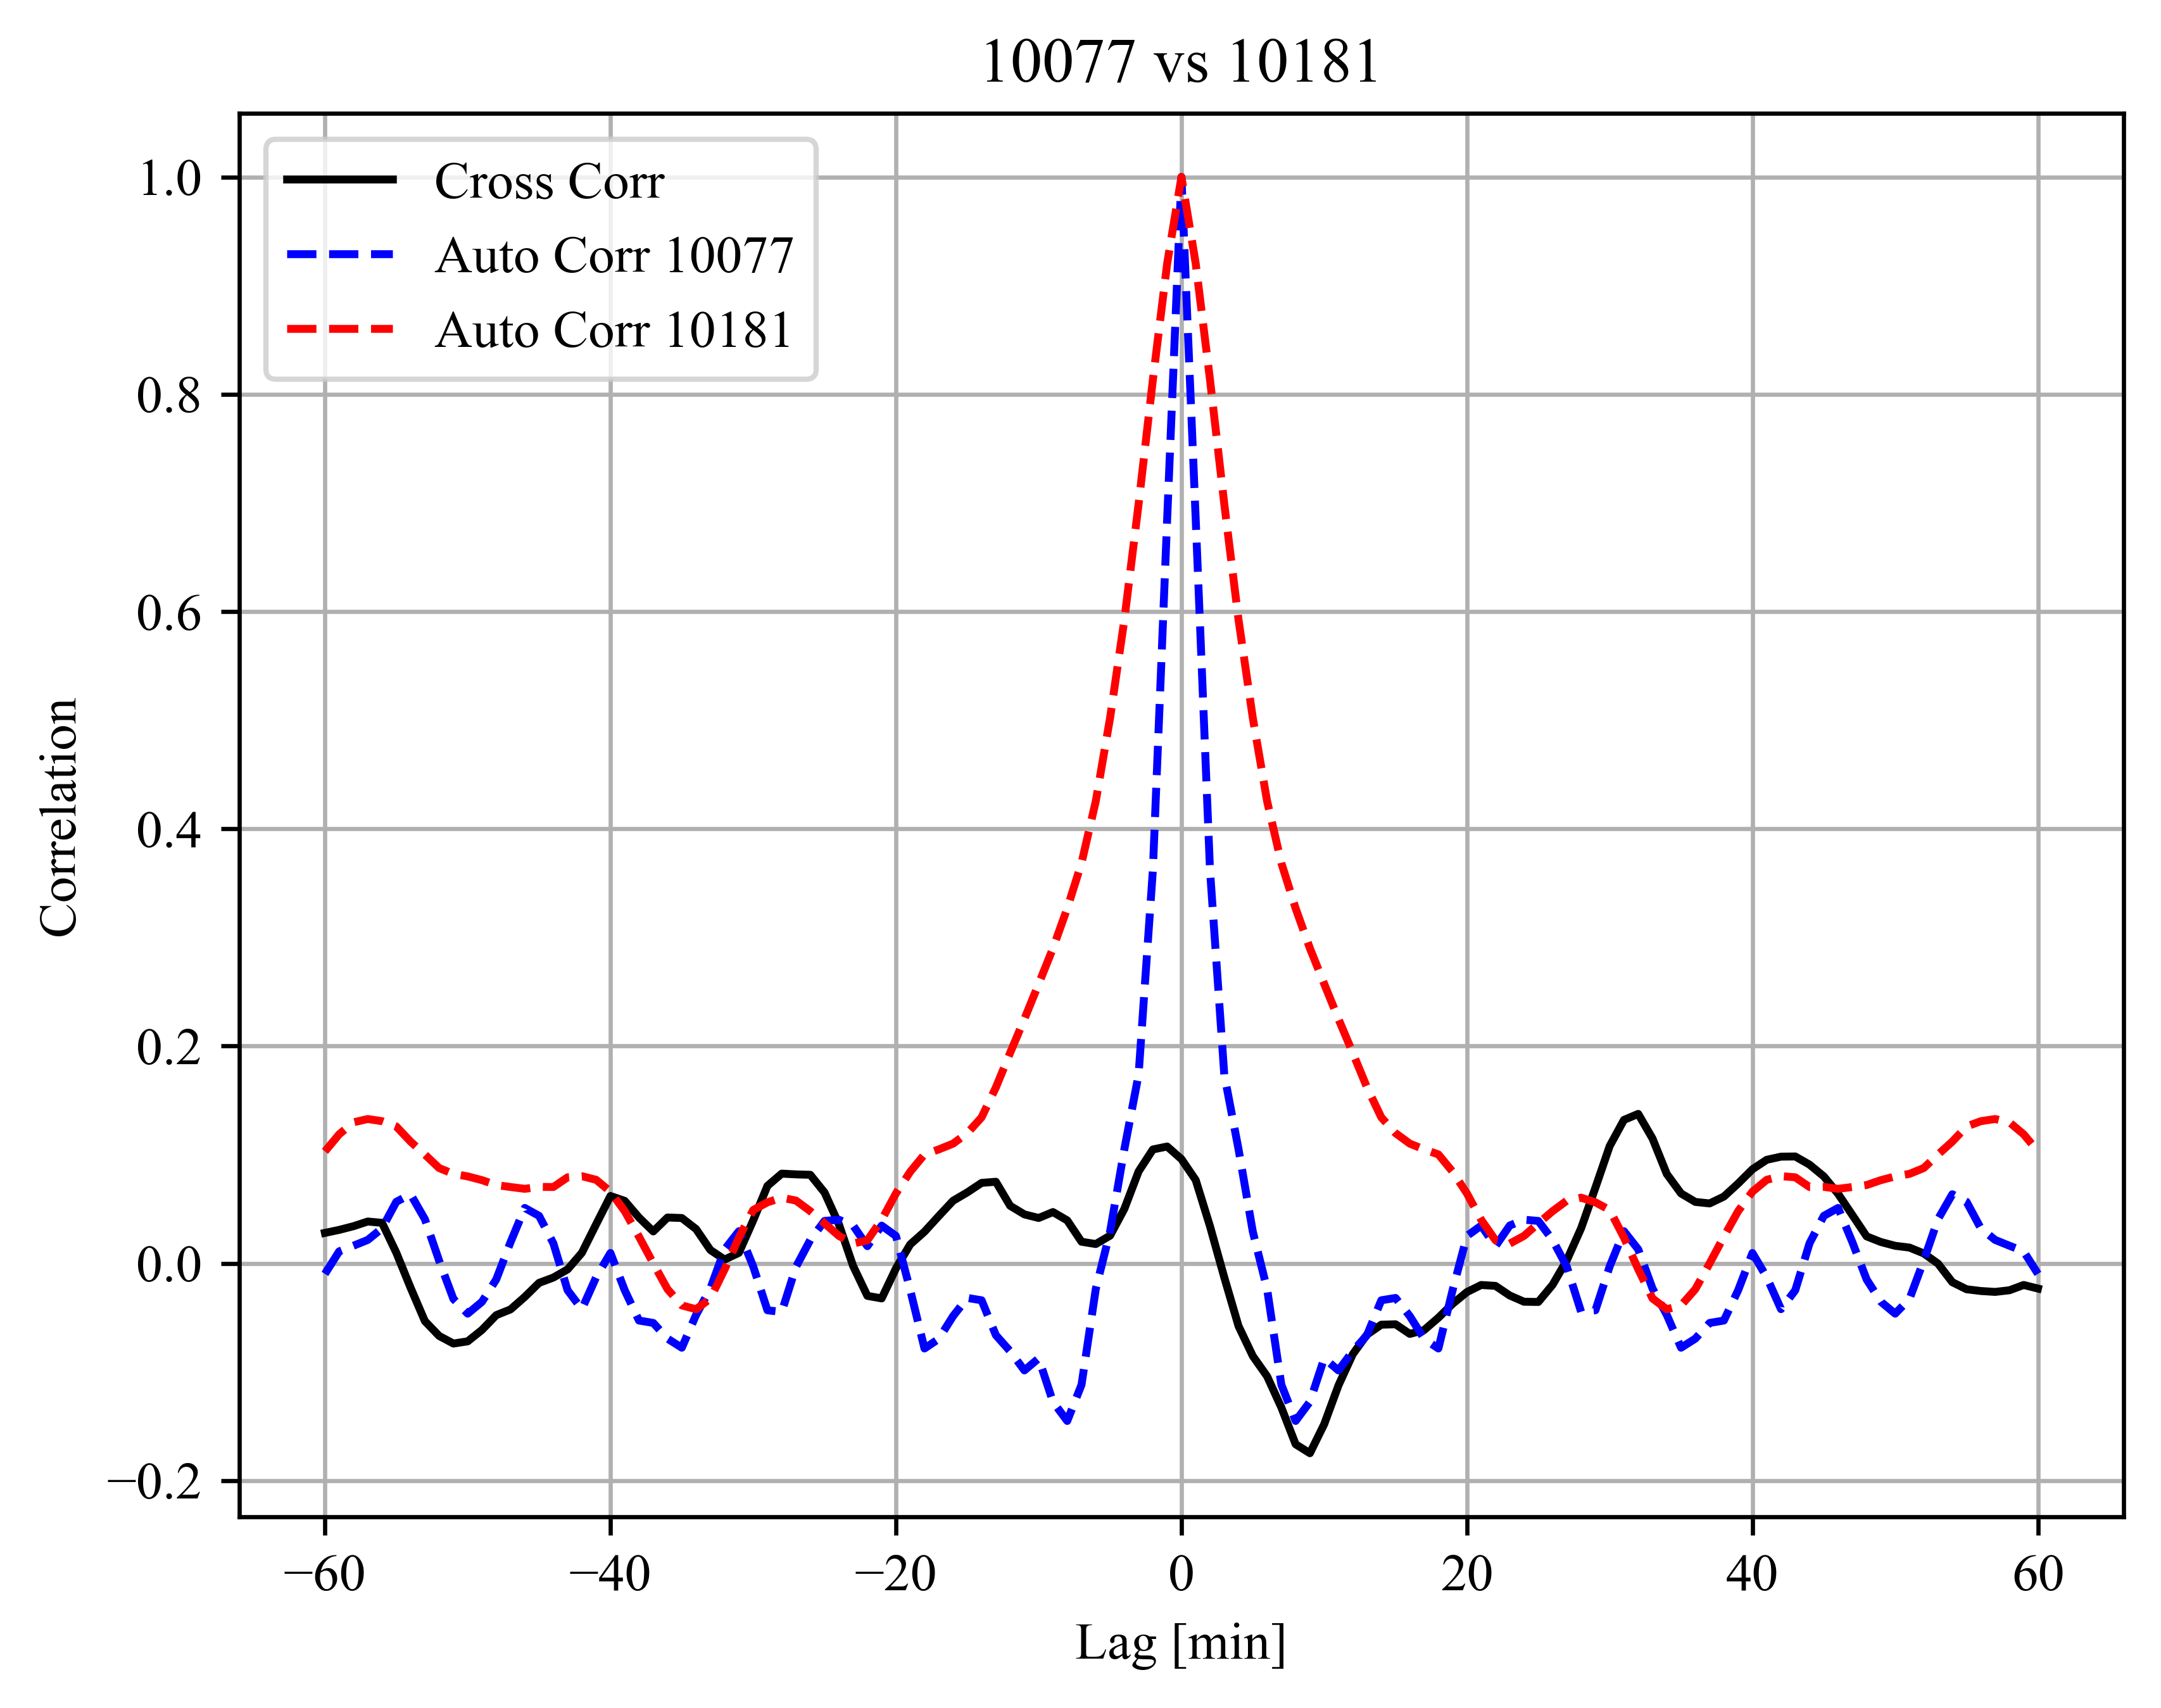 10077 vs 10181
Cross Corr
Auto Corr 10077
Auto Corr 10181
1.0
0.8
0.6
0.4
0.2
0.0
−0.2
Correlation
−60 −40 −20 0 20 40 60
Lag [min]